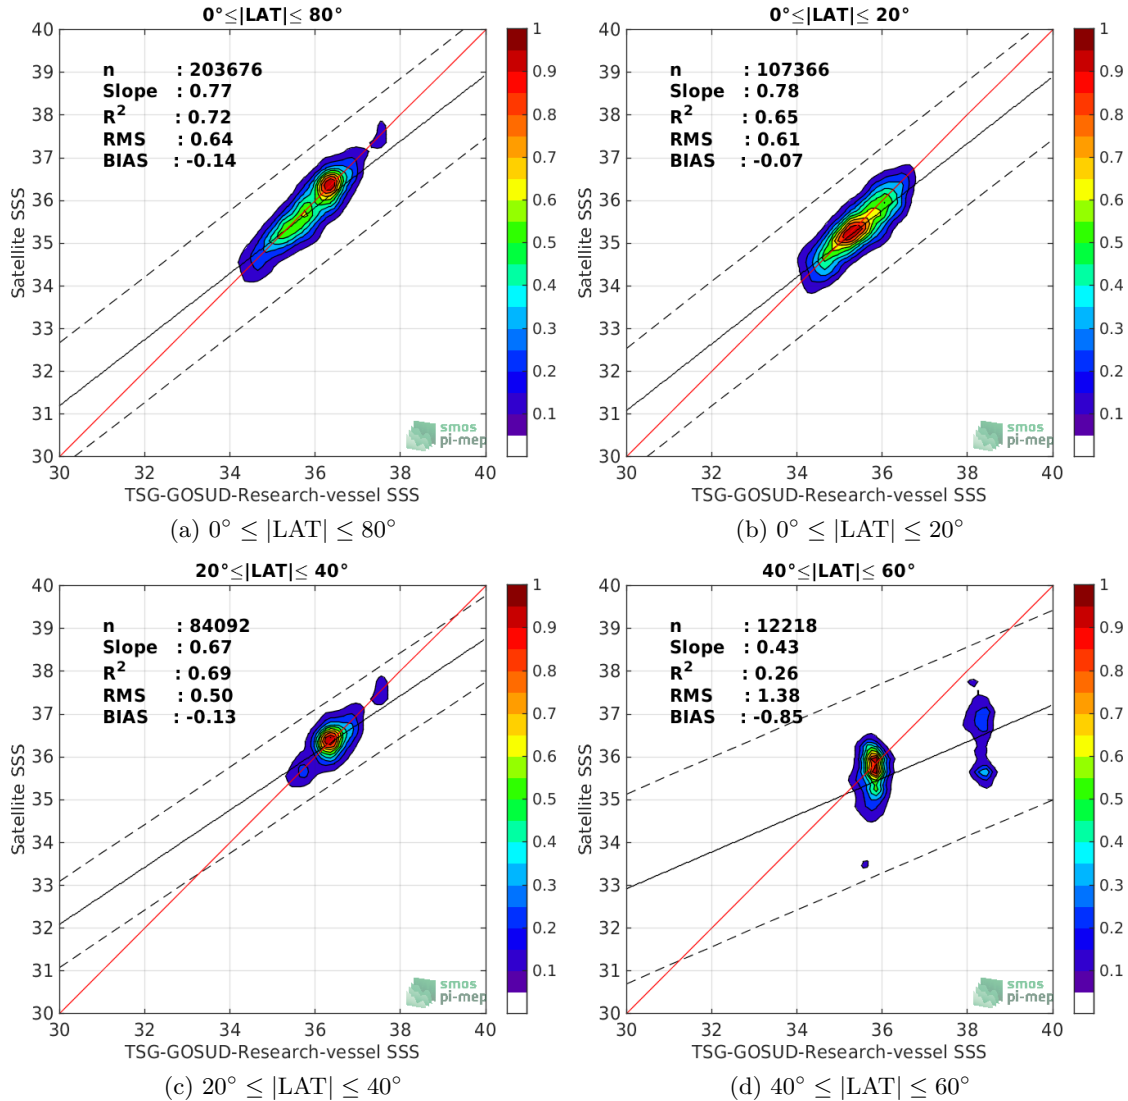 0°≤|LAT|≤ 80°
n : 203676
Slope : 0.77
R2 : 0.72
RMS : 0.64
BIAS : -0.14
Satellite SSS
40
39
38
37
36
35
34
33
32
31
30
30 32 34 36 38 40
TSG-GOSUD-Research-vessel SSS
1
0.9
0.8
0.7
0.6
0.5
0.4
0.3
0.2
0.1
smos
pi-mep
(a) 0° ≤ |LAT| ≤ 80°
0°≤|LAT|≤ 20°
n : 107366
Slope : 0.78
R2 : 0.65
RMS : 0.61
BIAS : -0.07
Satellite SSS
40
39
38
37
36
35
34
33
32
31
30
30 32 34 36 38 40
TSG-GOSUD-Research-vessel SSS
1
0.9
0.8
0.7
0.6
0.5
0.4
0.3
0.2
0.1
smos
pi-mep
(b) 0° ≤ |LAT| ≤ 20°
20°≤|LAT|≤ 40°
n : 84092
Slope : 0.67
R2 : 0.69
RMS : 0.50
BIAS : -0.13
Satellite SSS
40
39
38
37
36
35
34
33
32
31
30
30 32 34 36 38 40
TSG-GOSUD-Research-vessel SSS
1
0.9
0.8
0.7
0.6
0.5
0.4
0.3
0.2
0.1
smos
pi-mep
(c) 20° ≤ |LAT| ≤ 40°
40°≤|LAT|≤ 60°
n : 12218
Slope : 0.43
R2 : 0.26
RMS : 1.38
BIAS : -0.85
Satellite SSS
40
39
38
37
36
35
34
33
32
31
30
30 32 34 36 38 40
TSG-GOSUD-Research-vessel SSS
1
0.9
0.8
0.7
0.6
0.5
0.4
0.3
0.2
0.1
smos
pi-mep
(d) 40° ≤ |LAT| ≤ 60°